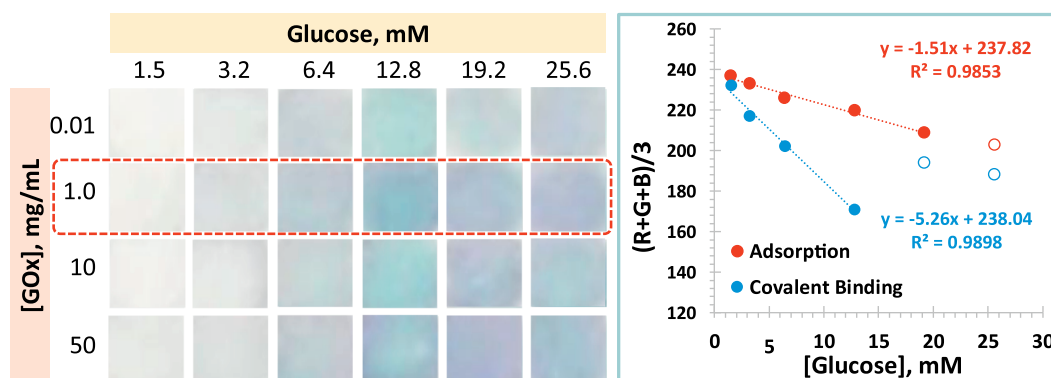 Glucose, mM
1.5 3.2 6.4 12.8 19.2 25.6
[GOx], mg/mL
0.01
1.0
10
50
(R+G+B)/3
260
240
220
200
180
160
140
120
y = -1.51x + 237.82
R² = 0.9853
y = -5.26x + 238.04
R² = 0.9898
Adsorption
Covalent Binding
0 5 10 15 20 25 30
[Glucose], mM